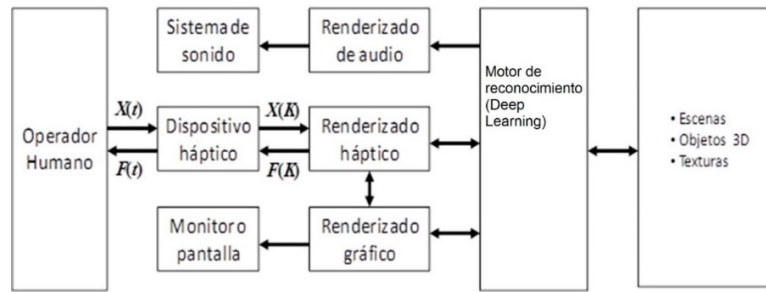 Sistema de
sonido
Renderizado
de audio
Motor de
reconocimiento
(Deep
Learning)
Operador
Humano
X(t)
F(t)
Dispositivo
háptico
X(K)
F(K)
Renderizado
háptico
• Escenas
• Objetos 3D
• Texturas
Monitor o
pantalla
Renderizado
gráfico